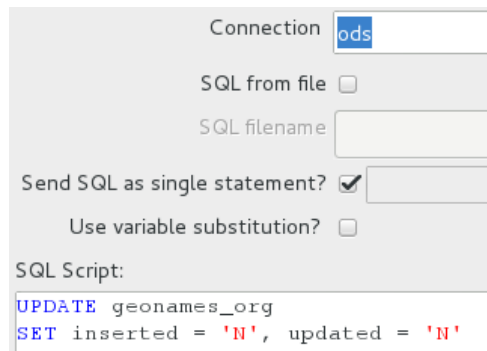 Connection ods
SQL from file
SQL filename
Send SQL as single statement?
Use variable substitution?
SQL Script:
UPDATE geonames_org
SET inserted = 'N', updated = 'N'